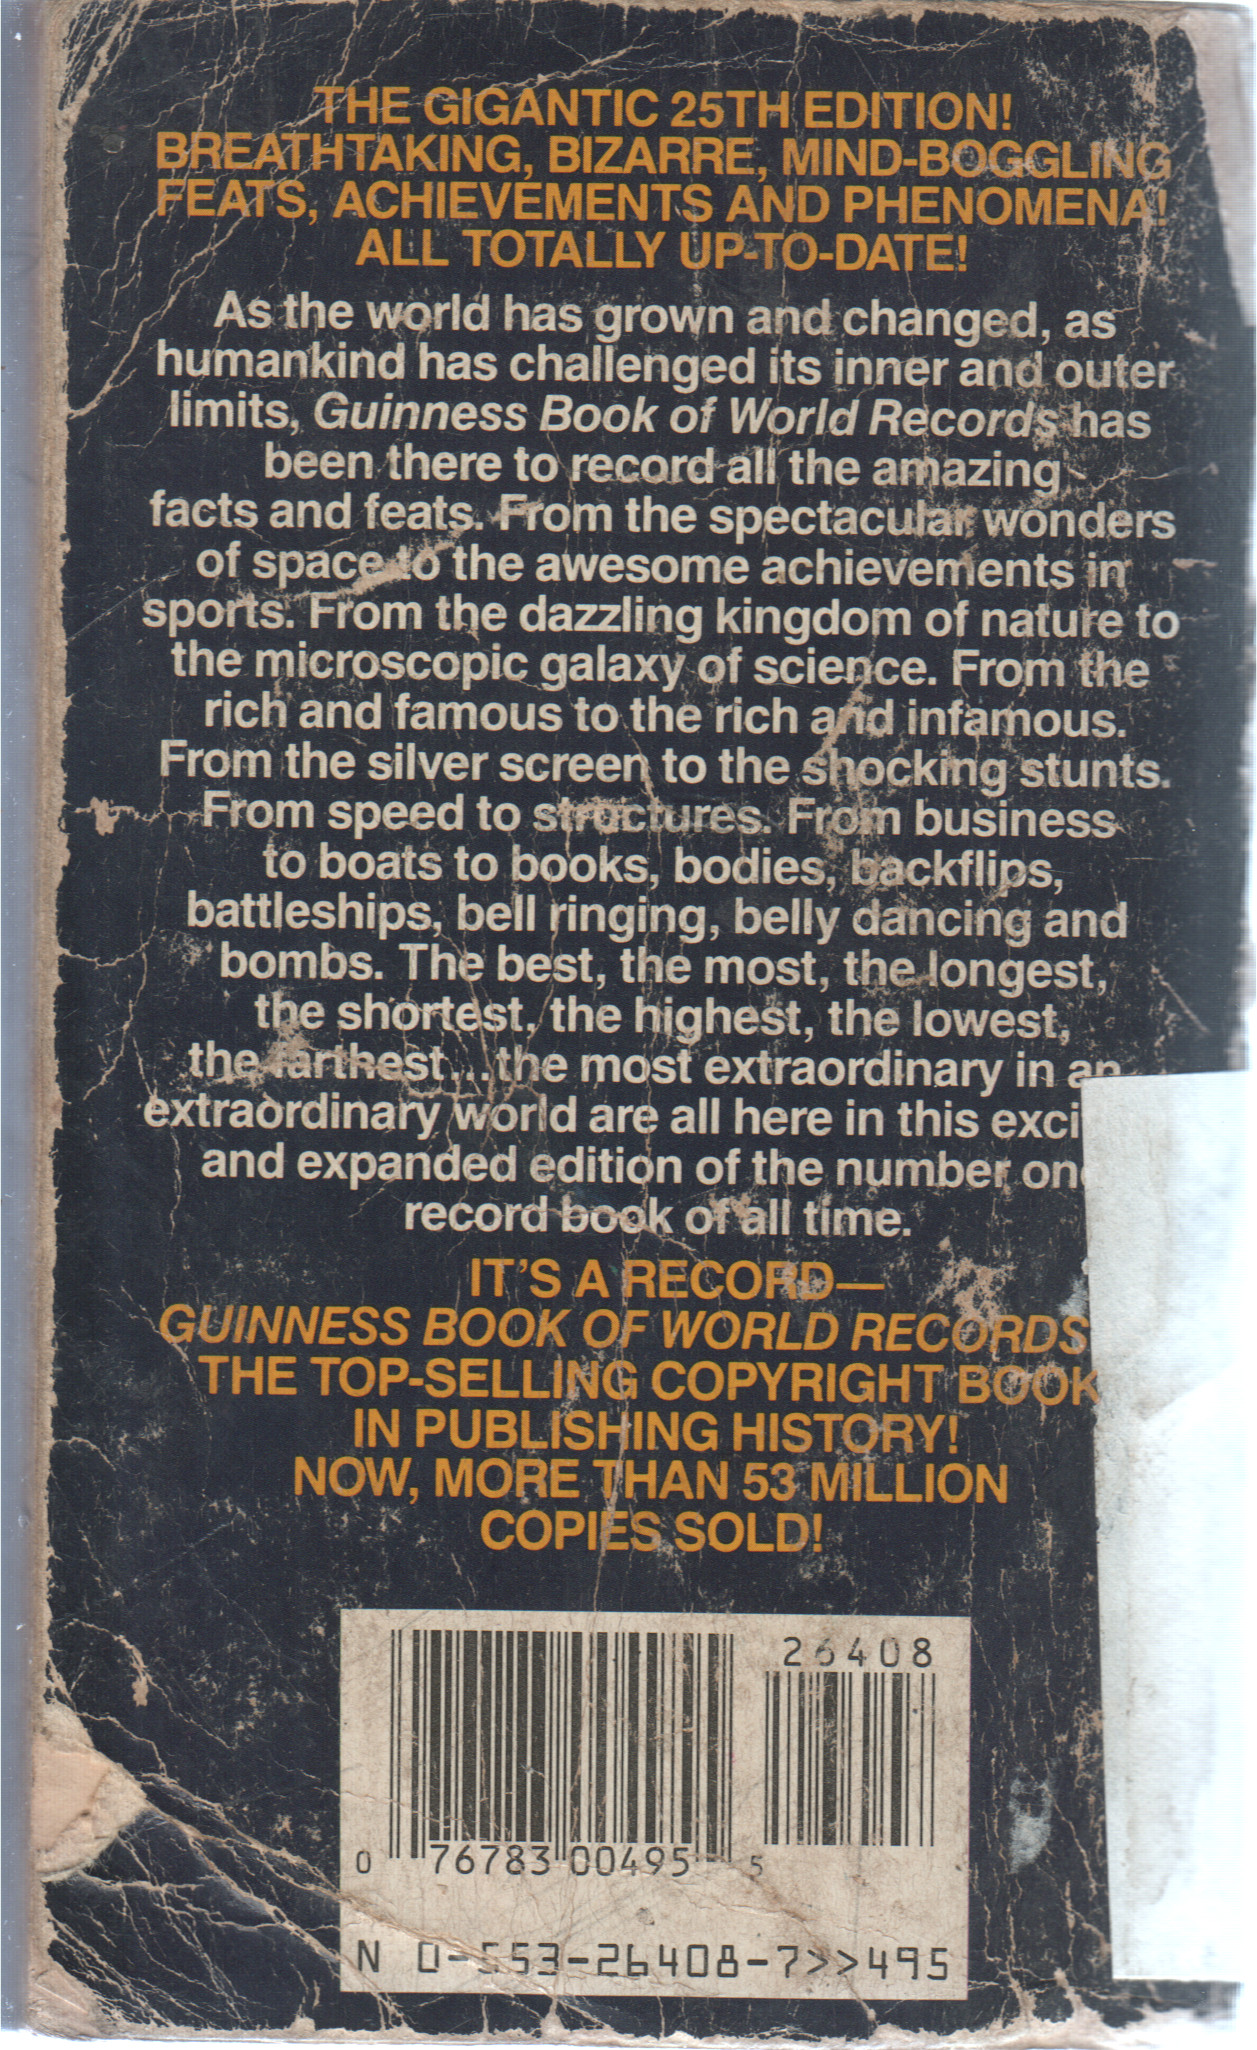 THE GIGANTIC 25TH EDITION!
BREATHTAKING, BIZARRE, MIND-BOGGLING
FEATS, ACHIEVEMENTS AND PHENOMENA!
ALL TOTALLY UP-TO-DATE!
As the world has grown and changed, as
humankind has challenged its inner and outer
limits, Guinness Book of World Records has
been there to record all the amazing
facts and feats. From the spectacular wonders
of space to the awesome achievements in
sports. From the dazzling kingdom of nature to
the microscopic galaxy of science. From the
rich and famous to the rich and infamous.
From the silver screen to the shocking stunts.
From speed to structures. From business
to boats to books, bodies, backflips,
battleships, bell ringing, belly dancing and
bombs. The best, the most, the longest,
the shortest, the highest, the lowest,
the farthest...the most extraordinary in an
extraordinary world are all here in this exci
and expanded edition of the number one
record book of all time.
IT'S A RECORD—
GUINNESS BOOK OF WORLD RECORDS
THE TOP-SELLING COPYRIGHT BOOK
IN PUBLISHING HISTORY!
NOW, MORE THAN 53 MILLION
COPIES SOLD!
26408
0 76783 00495 5
N 0-553-26408-7>>495